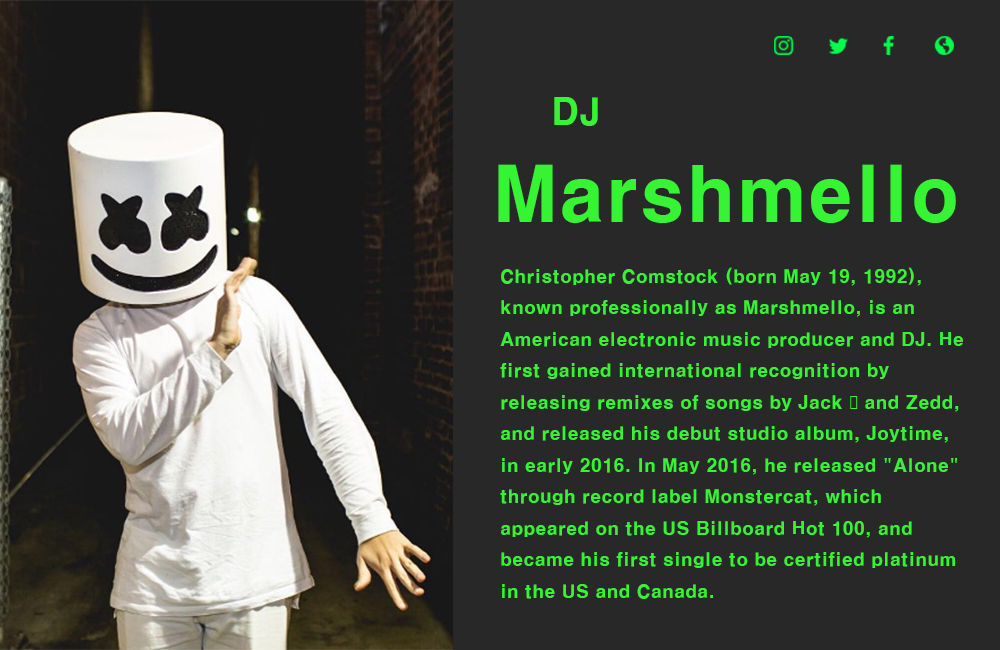 DJ
Marshmello
Christopher Comstock (born May 19, 1992),
known professionally as Marshmello, is an
American electronic music producer and DJ. He
first gained international recognition by
releasing remixes of songs by Jack and Zedd,
and released his debut studio album, Joytime,
in early 2016. In May 2016, he released "Alone"
through record label Monstercat, which
appeared on the US Billboard Hot 100, and
became his first single to be certified platinum
in the US and Canada.